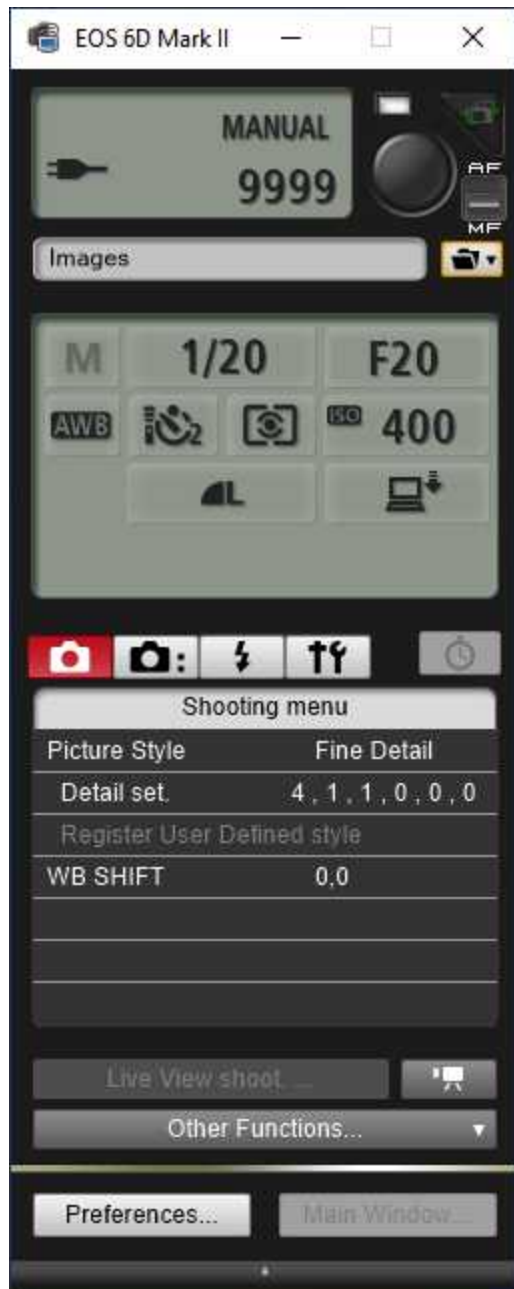 EOS 6D Mark II
MANUAL
9999
AF
MF
Images
M 1/20 F20
AWB 2 ISO 400
L
Shooting menu
Picture Style Fine Detail
Detail set. 4 , 1 , 1 , 0 , 0 , 0
Register User Defined style
WB SHIFT 0,0
Live View shoot. ...
Other Functions...
Preferences... Main Window...